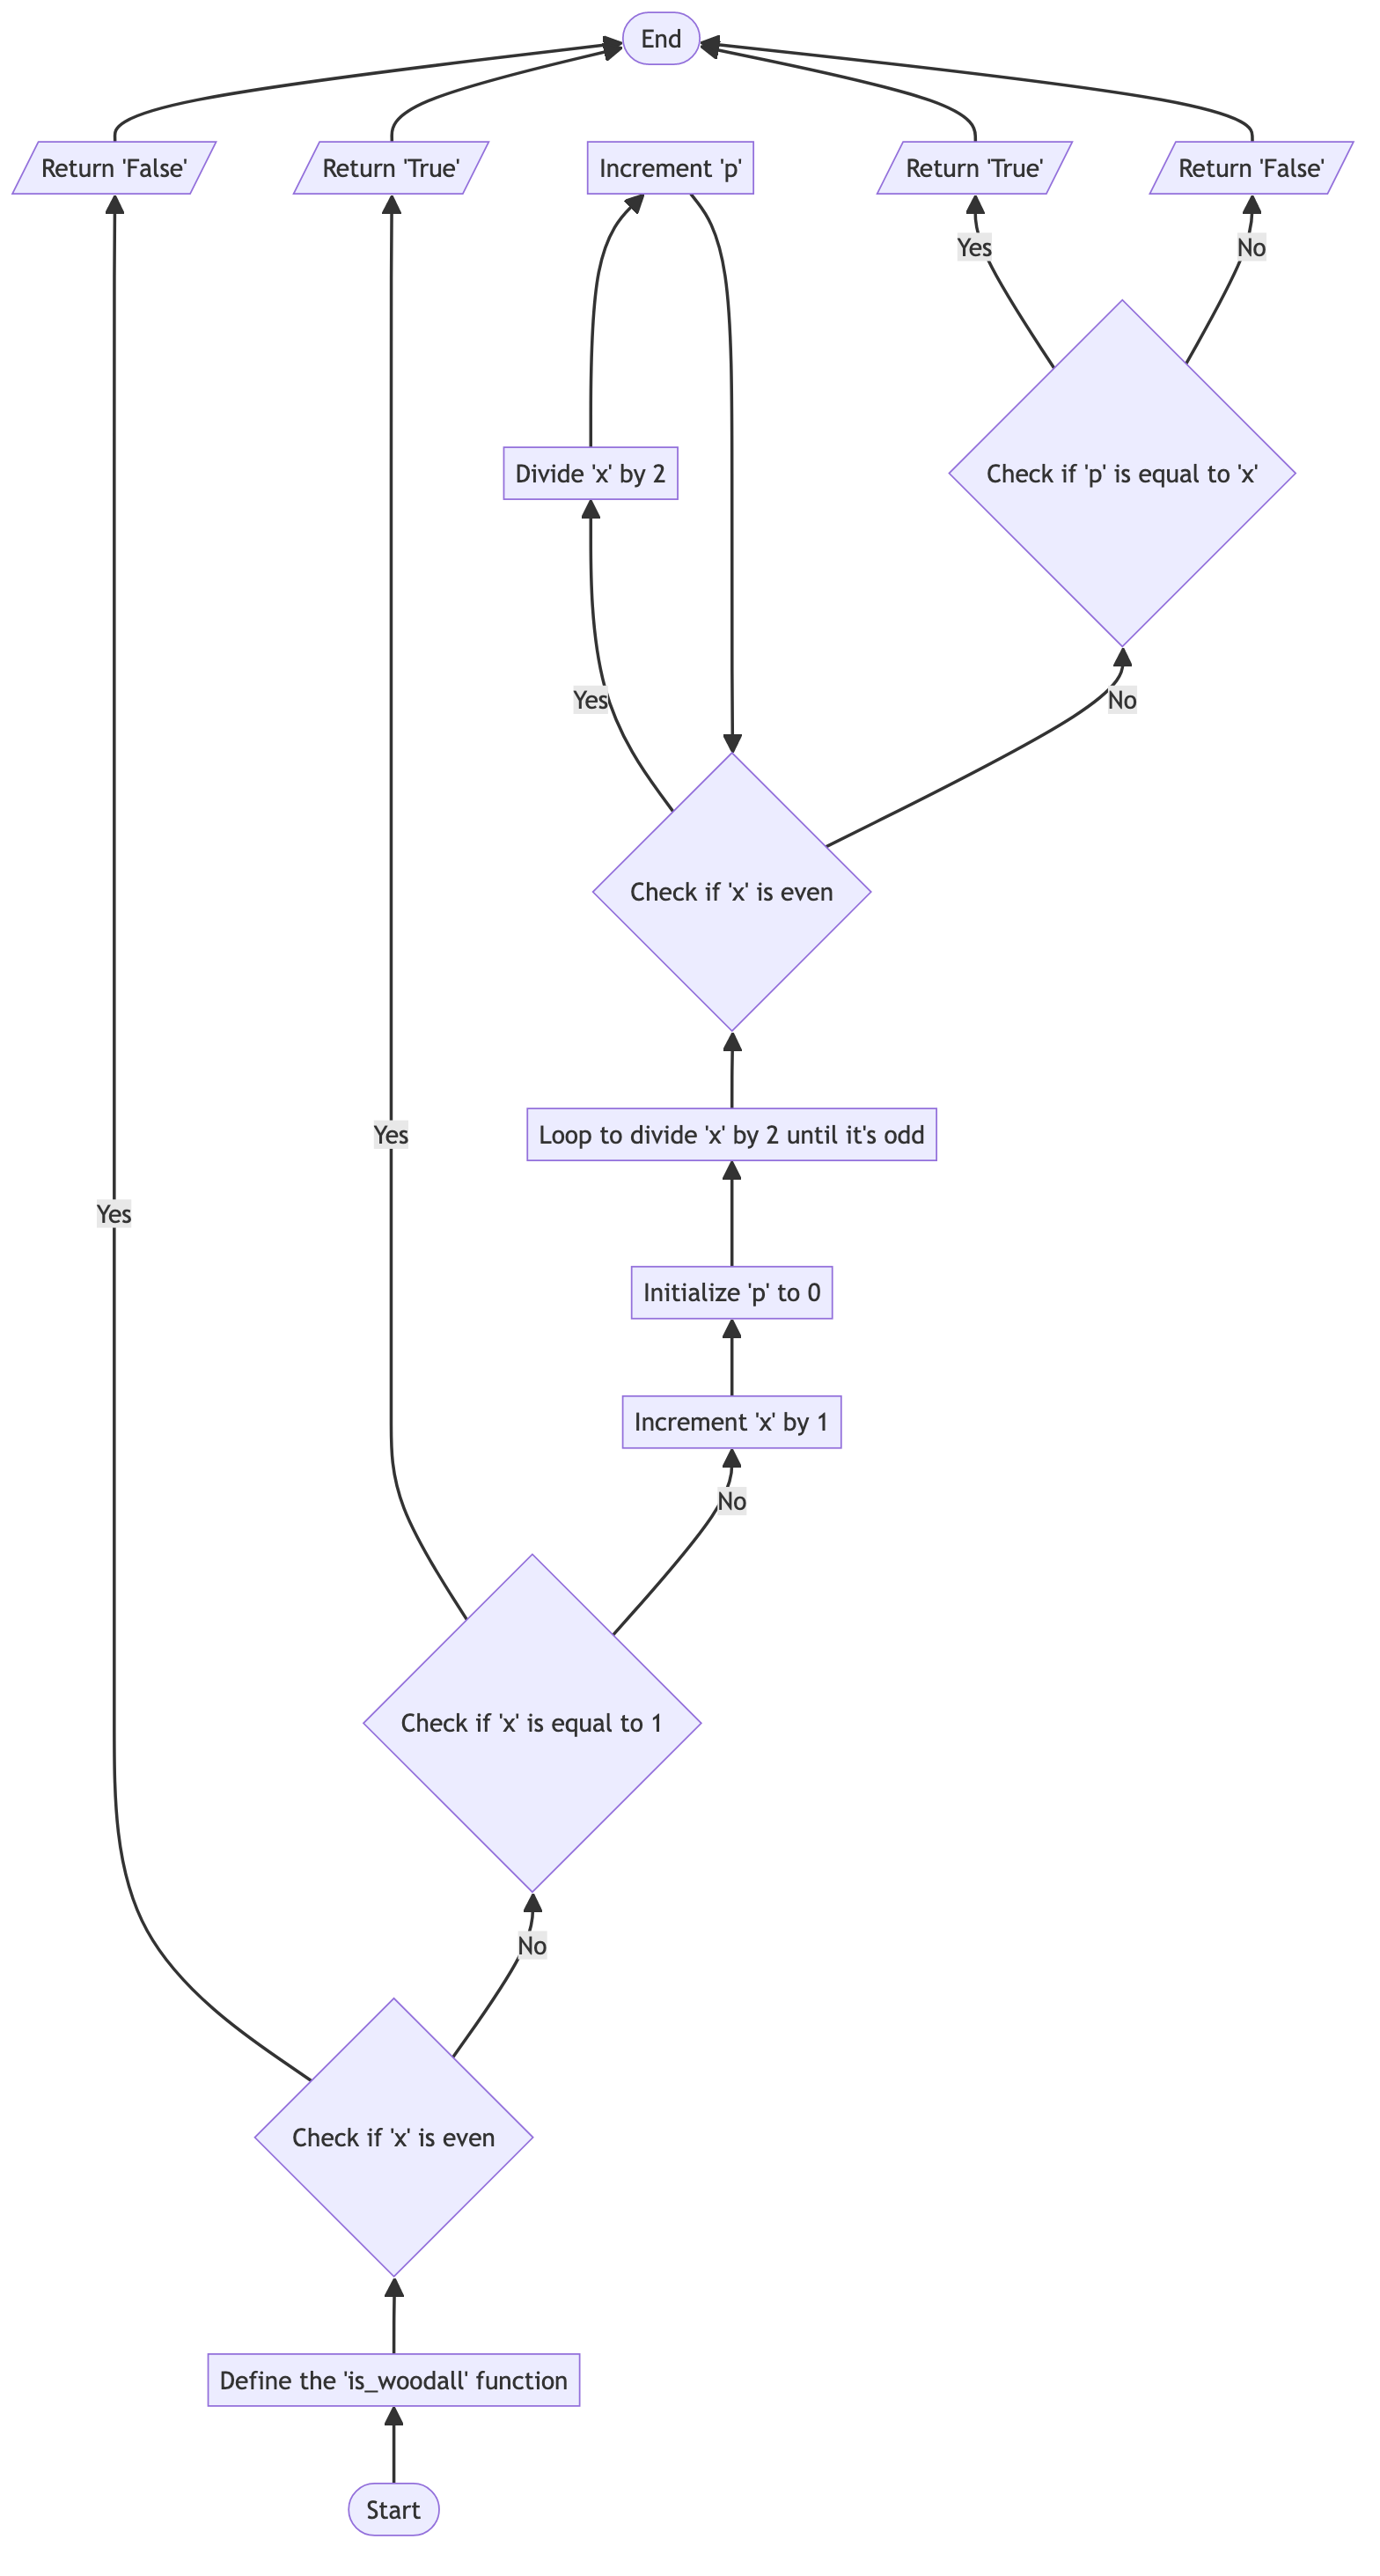 End
Return 'False'
Return 'True'
Increment 'p'
Return 'True'
Return 'False'
Yes
No
Divide 'x' by 2
Check if 'p' is equal to 'x'
Yes
No
Check if 'x' is even
Yes
Loop to divide 'x' by 2 until it's odd
Yes
Initialize 'p' to 0
Increment 'x' by 1
No
Check if 'x' is equal to 1
No
Check if 'x' is even
Define the 'is_woodall' function
Start